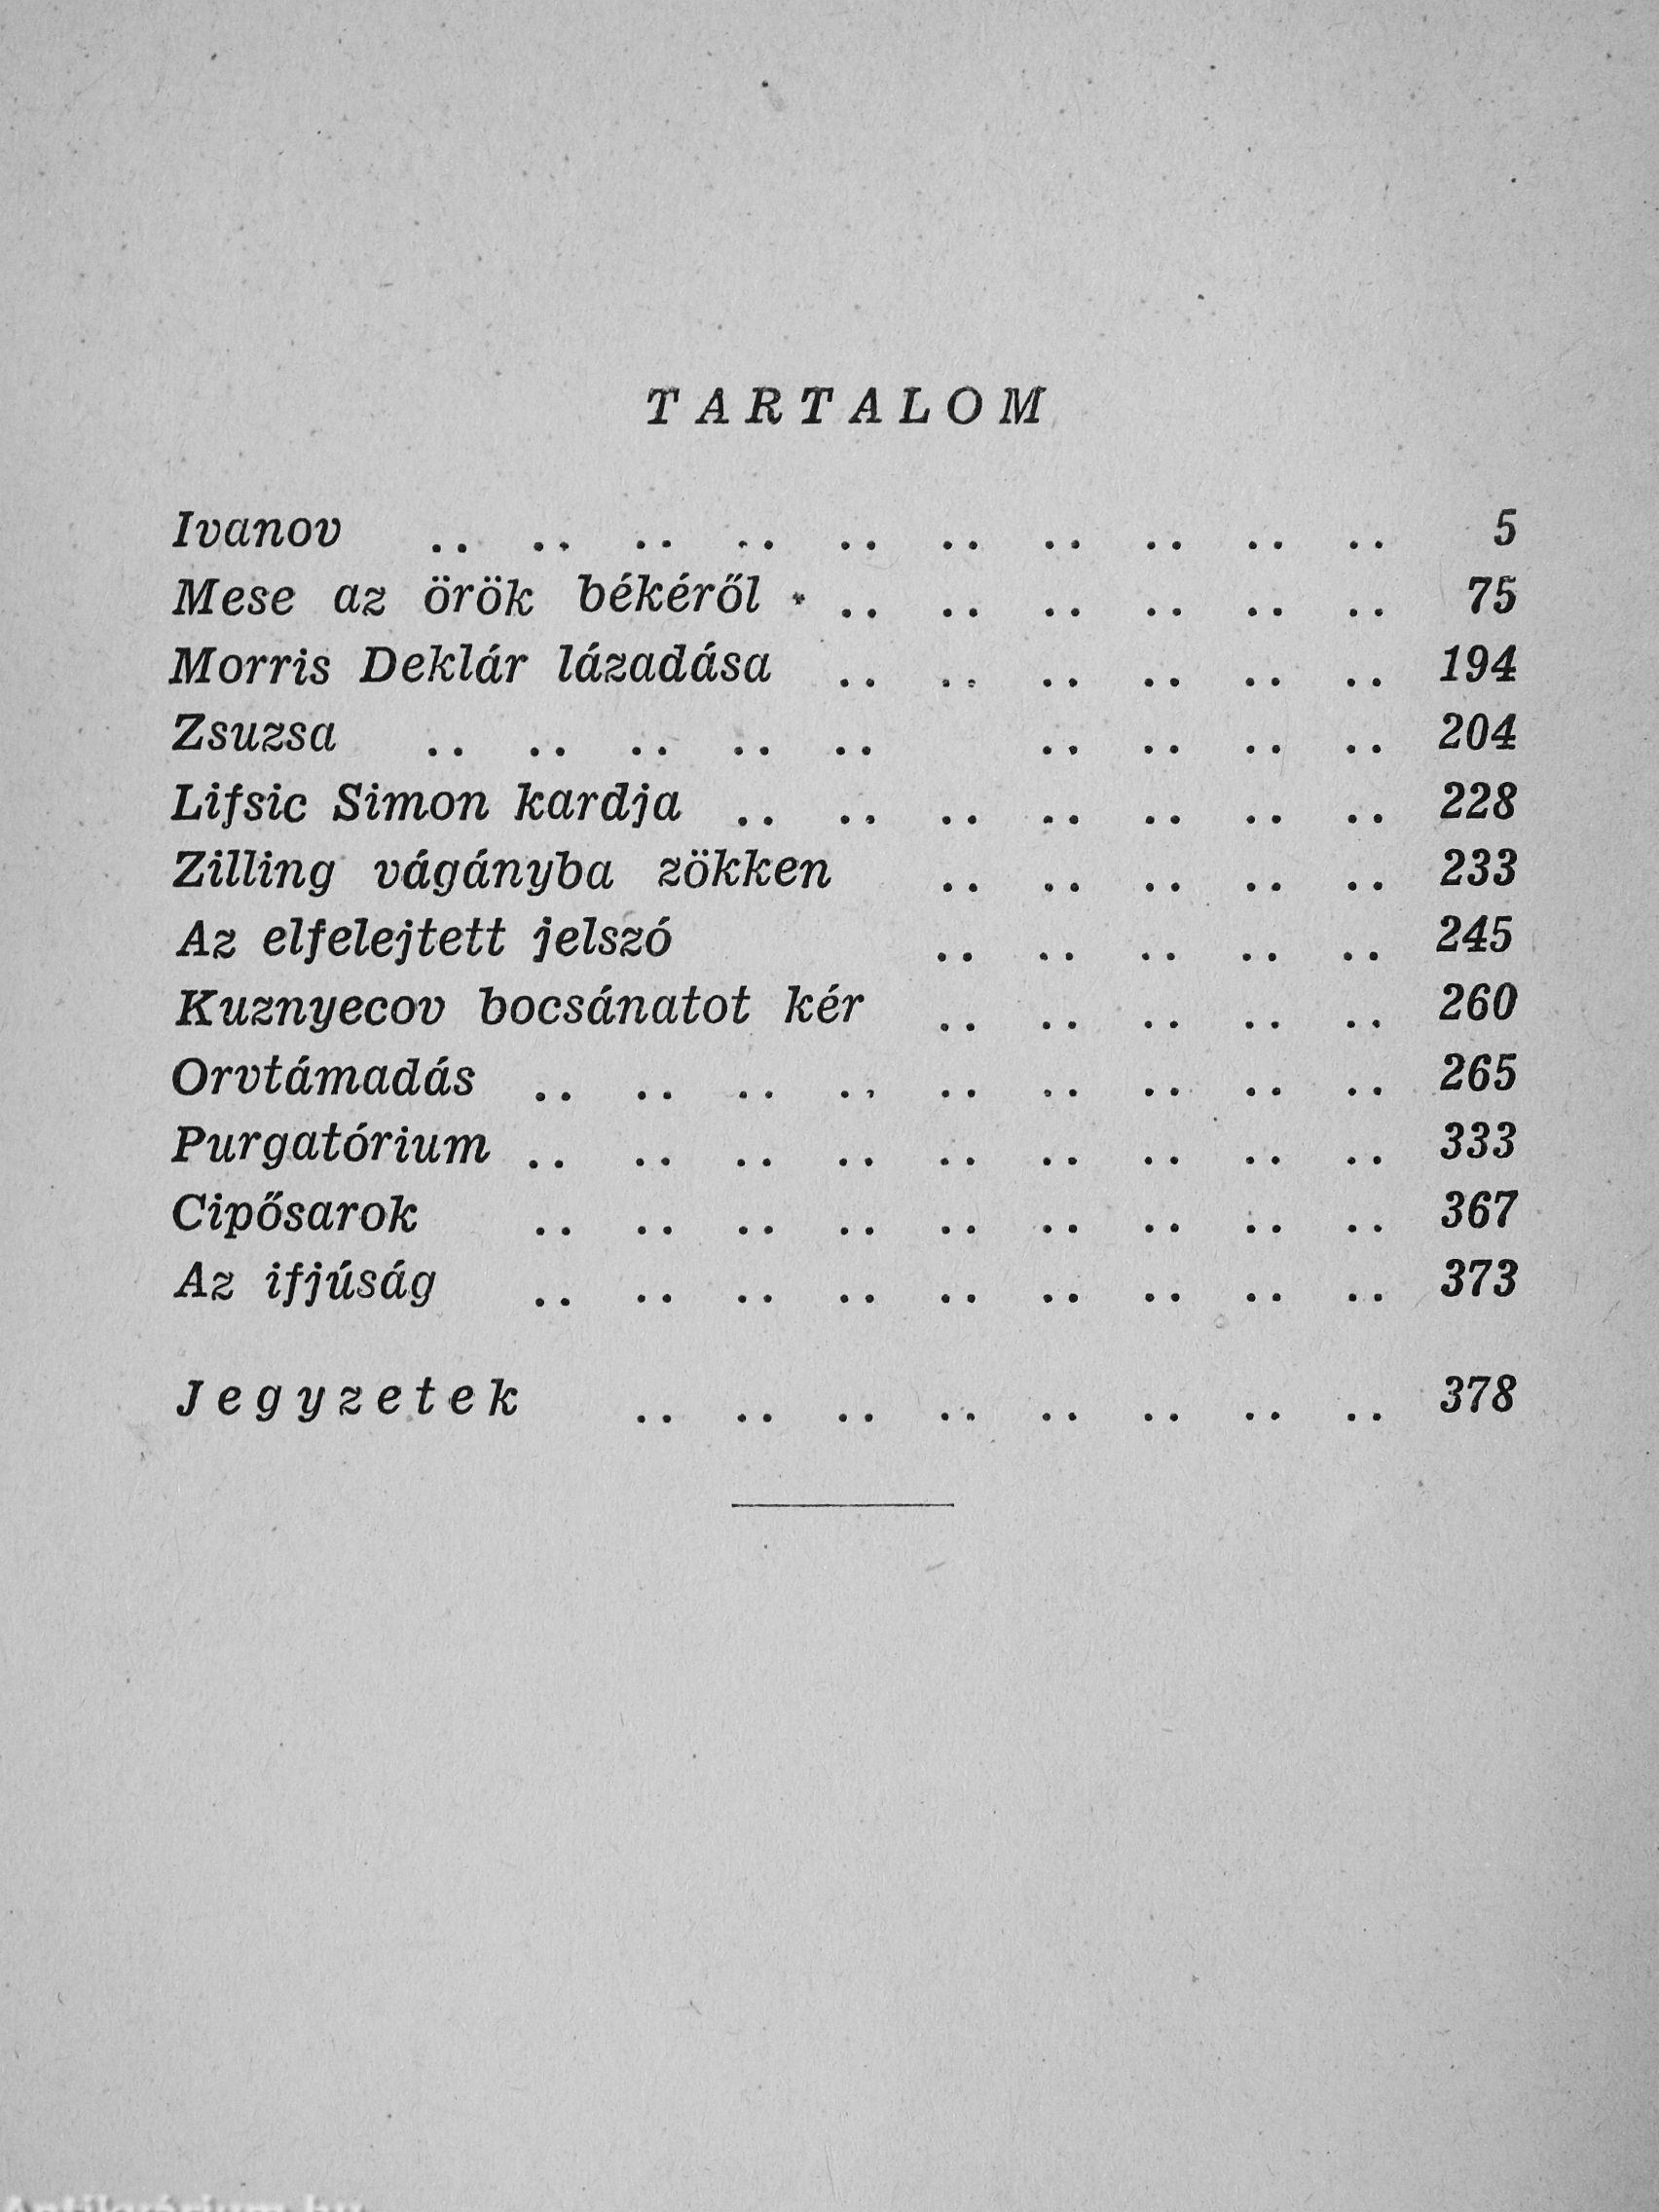 TARTALOM
Ivanov .. .. .. .. .. .. .. .. .. .. 5
Mese az örök békéről . .. .. .. .. .. .. 75
Morris Deklár lázadása .. .. .. .. .. .. 194
Zsuzsa .. .. .. .. .. .. .. .. .. 204
Lifsic Simon kardja .. .. .. .. .. .. .. 228
Zilling vágányba zökken .. .. .. .. .. 233
Az elfelejtett jelszó .. .. .. .. .. 245
Kuznyecov bocsánatot kér .. .. .. .. .. 260
Orvtámadás .. .. .. .. .. .. .. .. .. 265
Purgatórium .. .. .. .. .. .. .. .. .. 333
Cipősarok .. .. .. .. .. .. .. .. .. 367
Az ifjúság .. .. .. .. .. .. .. .. .. 373
Jegyzetek .. .. .. .. .. .. .. .. 378